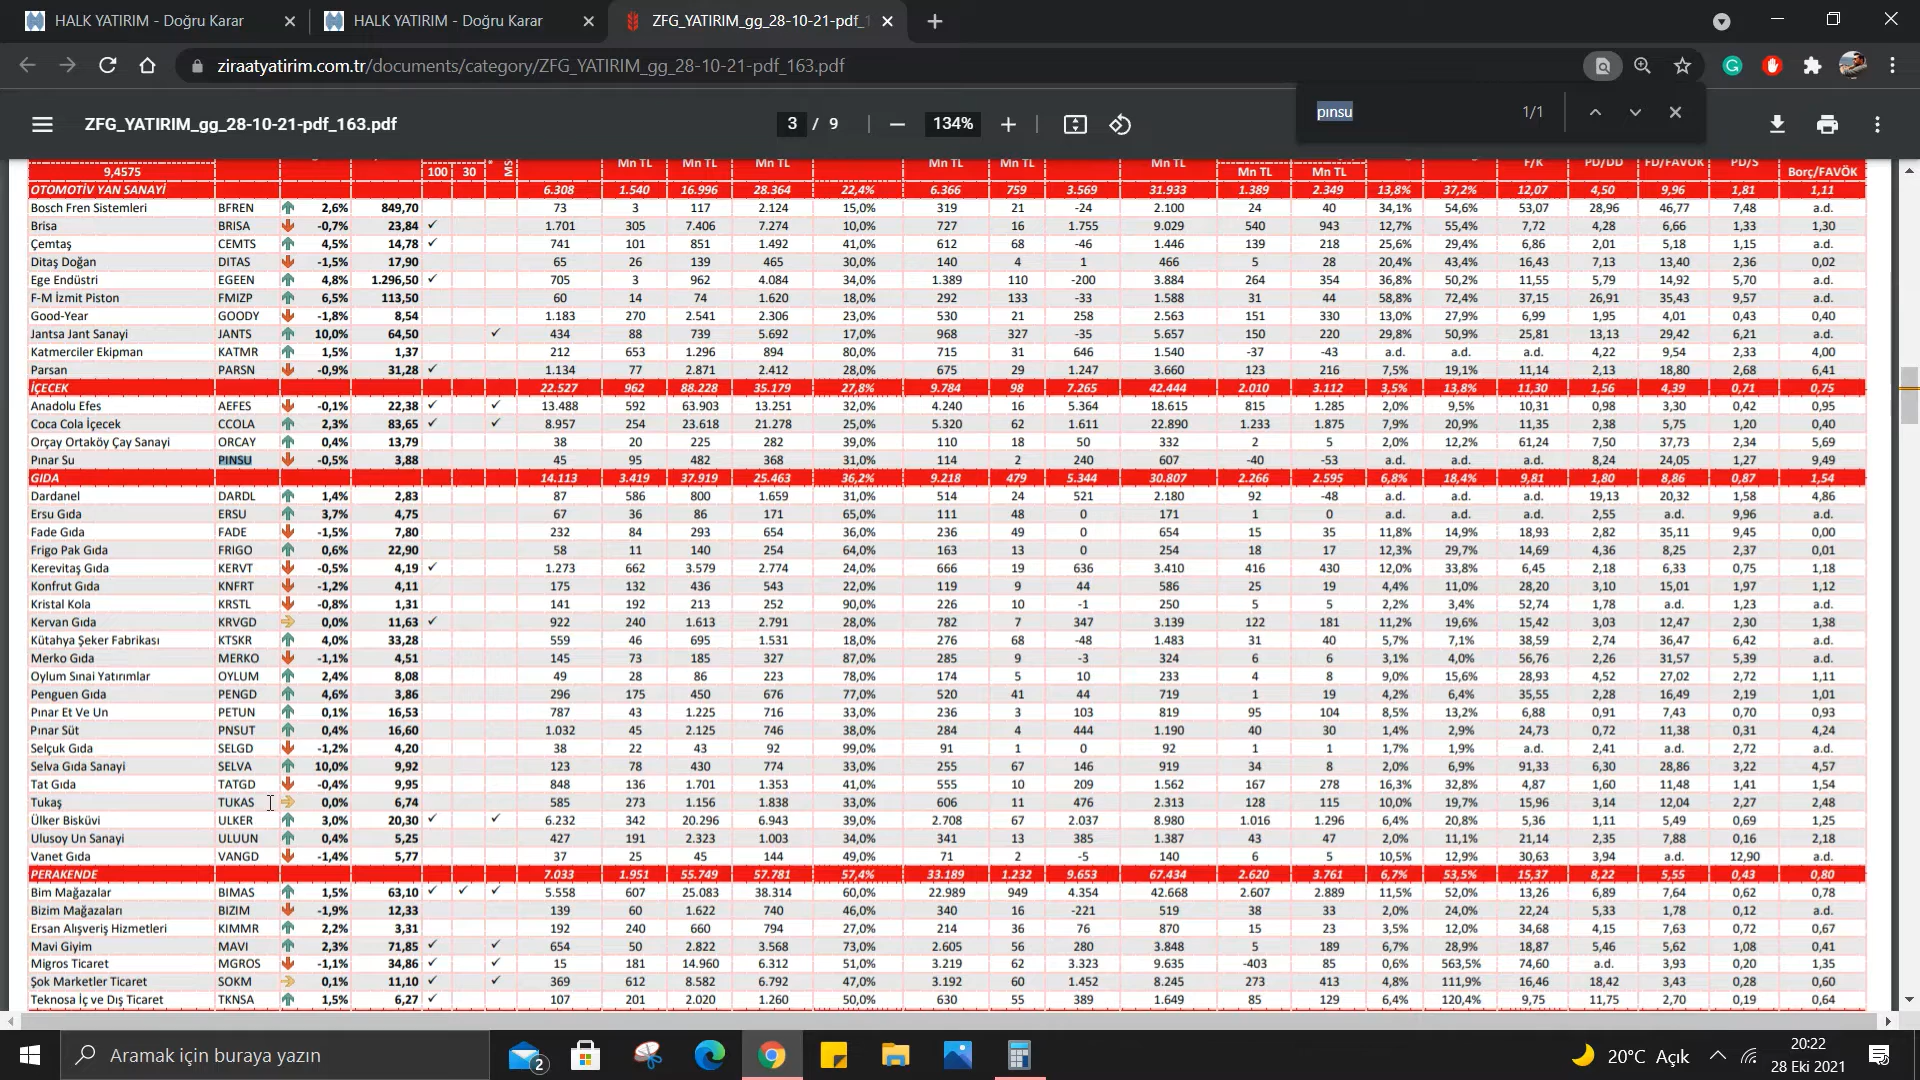 HALK YATIRIM - Doğru Karar
HALK YATIRIM - Doğru Karar
ZFG_YATIRIM_gg_28-10-21-pdf_1
ziraatyatirim.com.tr/documents/category/ZFG_YATIRIM_gg_28-10-21-pdf_163.pdf
ZFG_YATIRIM_gg_28-10-21-pdf_163.pdf 3 / 9 134%
pınsu 1/1
Mn TL Mn TL Mn TL Mn TL Mn TL Mn TL F/K PD/DD FD/FAVÖK PD/S
9,4575 100 30 Mn TL Mn TL Borç/FAVÖK
OTOMOTİV YAN SANAYİ 6.308 1.540 16.996 28.364 22,4% 6.366 759 3.569 31.933 1.389 2.349 13,8% 37,2% 12,07 4,50 9,96 1,81 1,11
Bosch Fren Sistemleri BFREN 2,6% 849,70 73 3 117 2.124 15,0% 319 21 -24 2.100 24 40 34,1% 54,6% 53,07 28,96 46,77 7,48 a.d.
Brisa BRISA -0,7% 23,84 ✓ 1.701 305 7.406 7.274 10,0% 727 16 1.755 9.029 540 943 12,7% 55,4% 7,72 4,28 6,66 1,33 1,30
Çemtaş CEMTS 4,5% 14,78 ✓ 741 101 851 1.492 41,0% 612 68 -46 1.446 139 218 25,6% 29,4% 6,86 2,01 5,18 1,15 a.d.
Ditaş Doğan DITAS -1,5% 17,90 65 26 139 465 30,0% 140 4 1 466 5 28 20,4% 43,4% 16,43 7,13 13,40 2,36 0,02
Ege Endüstri EGEEN 4,8% 1.296,50 ✓ 705 3 962 4.084 34,0% 1.389 110 -200 3.884 264 354 36,8% 50,2% 11,55 5,79 14,92 5,70 a.d.
F-M İzmit Piston FMIZP 6,5% 113,50 60 14 74 1.620 18,0% 292 133 -33 1.588 31 44 58,8% 72,4% 37,15 26,91 35,43 9,57 a.d.
Good-Year GOODY -1,8% 8,54 1.183 270 2.541 2.306 23,0% 530 21 258 2.563 151 330 13,0% 27,9% 6,99 1,95 4,01 0,43 0,40
Jantsa Jant Sanayi JANTS 10,0% 64,50 ✓ 434 88 739 5.692 17,0% 968 327 -35 5.657 150 220 28,8% 50,9% 25,81 13,13 29,42 6,21 a.d.
Katmerciler Ekipman KATMR 1,5% 1,37 212 653 1.296 894 80,0% 715 31 646 1.540 -37 -43 a.d. a.d. a.d. 4,22 9,54 2,33 4,00
Parsan PARSN -0,9% 31,28 ✓ 1.134 77 2.871 2.412 28,0% 675 29 1.247 3.660 123 216 7,5% 19,1% 11,14 2,13 18,80 2,68 6,41
İÇECEK 22.527 962 88.228 35.179 27,8% 9.784 98 7.265 42.444 2.010 3.112 3,5% 13,8% 11,30 1,56 4,39 0,71 0,75
Anadolu Efes AEFES -0,1% 22,38 ✓ ✓ 13.488 592 63.903 13.251 32,0% 4.240 16 5.364 18.615 815 1.285 2,0% 9,5% 10,31 0,98 3,30 0,42 0,95
Coca Cola İçecek CCOLA 2,3% 83,65 ✓ ✓ 8.957 254 23.618 21.278 25,0% 5.320 62 1.611 22.890 1.233 1.875 7,9% 20,9% 11,35 2,38 5,75 1,20 0,40
Orçay Ortaköy Çay Sanayi ORCAY 0,4% 13,79 38 20 225 282 39,0% 110 18 50 332 2 5 2,0% 12,2% 61,24 7,50 37,73 2,34 5,69
Pınar Su PINSU -0,5% 3,88 45 95 482 368 31,0% 114 2 240 607 -40 -53 a.d. a.d. a.d. 8,24 24,05 1,27 9,49
GIDA 14.113 3.419 37.919 25.463 36,2% 9.218 479 5.344 30.807 2.266 2.595 6,8% 18,4% 9,81 1,80 8,86 0,87 1,54
Dardanel DARDL 1,4% 2,83 87 586 800 1.659 31,0% 514 24 521 2.180 92 -48 a.d. a.d. a.d. 19,13 20,32 1,58 4,86
Ersu Gıda ERSU 3,7% 4,75 67 36 86 171 65,0% 111 48 0 171 1 0 a.d. a.d. a.d. 2,55 a.d. 9,96 a.d.
Fade Gıda FADE -1,5% 7,80 232 84 293 654 36,0% 236 49 0 654 15 35 11,8% 14,9% 18,93 2,82 35,11 9,45 0,00
Frigo Pak Gıda FRIGO 0,6% 22,90 58 11 140 254 64,0% 163 13 0 254 18 17 12,3% 29,7% 14,69 4,36 8,25 2,37 0,01
Kerevitaş Gıda KERVT -0,5% 4,19 ✓ 1.273 662 3.579 2.774 24,0% 666 19 636 3.410 416 430 12,0% 33,8% 6,45 2,18 6,33 0,75 1,18
Konfrut Gıda KNFRT -1,2% 4,11 175 132 436 543 22,0% 119 9 44 586 25 19 4,4% 11,0% 28,20 3,10 15,01 1,97 1,12
Kristal Kola KRSTL -0,8% 1,31 141 192 213 252 90,0% 226 10 -1 250 5 5 2,2% 3,4% 52,74 1,78 a.d. 1,23 a.d.
Kervan Gıda KRVGD 0,0% 11,63 ✓ 922 240 1.613 2.791 28,0% 782 7 347 3.139 122 181 11,2% 19,6% 15,42 3,03 12,47 2,30 1,38
Kütahya Şeker Fabrikası KTSKR 4,0% 33,28 559 46 695 1.531 18,0% 276 68 -48 1.483 31 40 5,7% 7,1% 38,59 2,74 36,47 6,42 a.d.
Merko Gıda MERKO -1,1% 4,51 145 73 185 327 87,0% 285 9 -3 324 6 6 3,1% 4,0% 56,76 2,26 31,57 5,39 a.d.
Oylum Sınai Yatırımlar OYLUM 2,4% 8,08 49 28 86 223 78,0% 174 5 10 233 4 8 9,0% 15,6% 28,93 4,52 27,02 2,72 1,11
Penguen Gıda PENGD 4,6% 3,86 296 175 450 676 77,0% 520 41 44 719 1 19 4,2% 6,4% 35,55 2,28 16,49 2,19 1,01
Pınar Et Ve Un PETUN 0,1% 16,53 787 43 1.225 716 33,0% 236 3 103 819 95 104 8,5% 13,2% 6,88 0,91 7,43 0,70 0,93
Pınar Süt PNSUT 0,4% 16,60 1.032 45 2.125 746 38,0% 284 4 444 1.190 40 30 1,4% 2,9% 24,73 0,72 11,38 0,31 4,24
Selçuk Gıda SELGD -1,2% 4,20 38 22 43 92 99,0% 91 1 0 92 1 1 1,7% 1,9% a.d. 2,41 a.d. 2,72 a.d.
Selva Gıda Sanayi SELVA 10,0% 9,92 123 78 430 774 33,0% 255 67 146 919 34 8 2,0% 6,9% 91,33 6,30 28,86 3,22 4,57
Tat Gıda TATGD -0,4% 9,95 848 136 1.701 1.353 41,0% 555 10 209 1.562 167 278 16,3% 32,8% 4,87 1,60 11,48 1,41 1,54
Tukaş TUKAS 0,0% 6,74 585 273 1.156 1.838 33,0% 606 11 476 2.313 128 115 10,0% 19,7% 15,96 3,14 12,04 2,27 2,48
Ülker Bisküvi ULKER 3,0% 20,30 ✓ ✓ 6.232 342 20.296 6.943 39,0% 2.708 67 2.037 8.980 1.016 1.296 6,4% 20,8% 5,36 1,11 5,49 0,69 1,25
Ulusoy Un Sanayi ULUUN 0,4% 5,25 427 191 2.323 1.003 34,0% 341 13 385 1.387 43 47 2,0% 11,1% 21,14 2,35 7,88 0,16 2,18
Vanet Gıda VANGD -1,4% 5,77 37 25 45 144 49,0% 71 2 -5 140 6 5 10,5% 12,9% 30,63 3,94 a.d. 12,90 a.d.
PERAKENDE 7.033 1.951 55.749 57.781 57,4% 33.189 1.232 9.653 67.434 2.620 3.761 6,7% 53,5% 15,37 8,22 5,55 0,43 0,80
Bim Mağazalar BIMAS 1,5% 63,10 ✓ ✓ ✓ 5.558 607 25.083 38.314 60,0% 22.989 949 4.354 42.668 2.607 2.889 11,5% 52,0% 13,26 6,89 7,64 0,62 0,78
Bizim Mağazaları BIZIM -1,9% 12,33 139 60 1.622 740 46,0% 340 16 -221 519 38 33 2,0% 24,0% 22,24 5,33 1,78 0,12 a.d.
Ersan Alışveriş Hizmetleri KIMMR 2,2% 3,31 192 240 660 794 27,0% 214 36 76 870 15 23 3,5% 12,0% 34,68 4,15 7,63 0,72 0,67
Mavi Giyim MAVI 2,3% 71,85 ✓ ✓ 654 50 2.822 3.568 73,0% 2.605 56 280 3.848 5 189 6,7% 28,9% 18,87 5,46 5,62 1,08 0,41
Migros Ticaret MGROS -1,1% 34,86 ✓ ✓ 15 181 14.960 6.312 51,0% 3.219 62 3.323 9.635 -403 85 0,6% 563,5% 74,60 a.d. 3,93 0,20 1,35
Şok Marketler Ticaret SOKM 0,1% 11,10 ✓ ✓ 369 612 8.582 6.792 47,0% 3.192 60 1.452 8.245 273 413 4,8% 111,9% 16,46 18,42 3,43 0,28 0,60
Teknosa İç ve Dış Ticaret TKNSA 1,5% 6,27 ✓ 107 201 2.020 1.260 50,0% 630 55 389 1.649 85 129 6,4% 120,4% 9,75 11,75 2,70 0,19 0,64
Aramak için buraya yazın 2 20°C Açık 20:22
28 Eki 2021